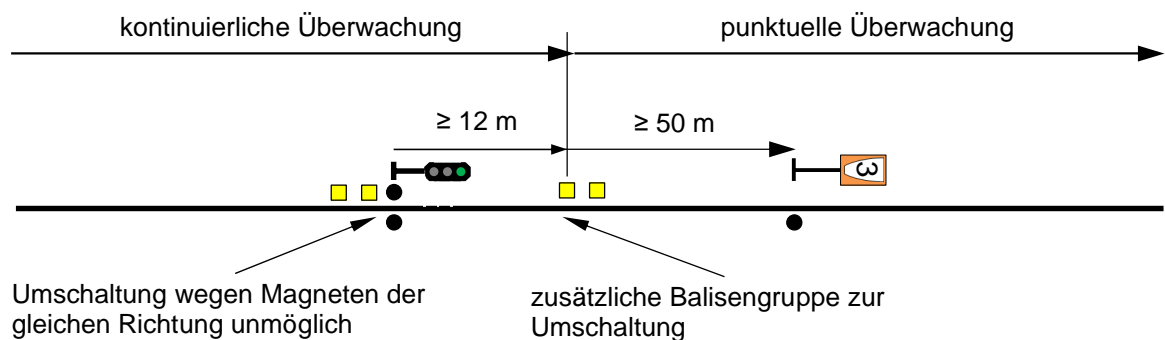 kontinuierliche Überwachung
punktuelle Überwachung
≥ 12 m
≥ 50 m
3
Umschaltung wegen Magneten der
gleichen Richtung unmöglich
zusätzliche Balisengruppe zur
Umschaltung